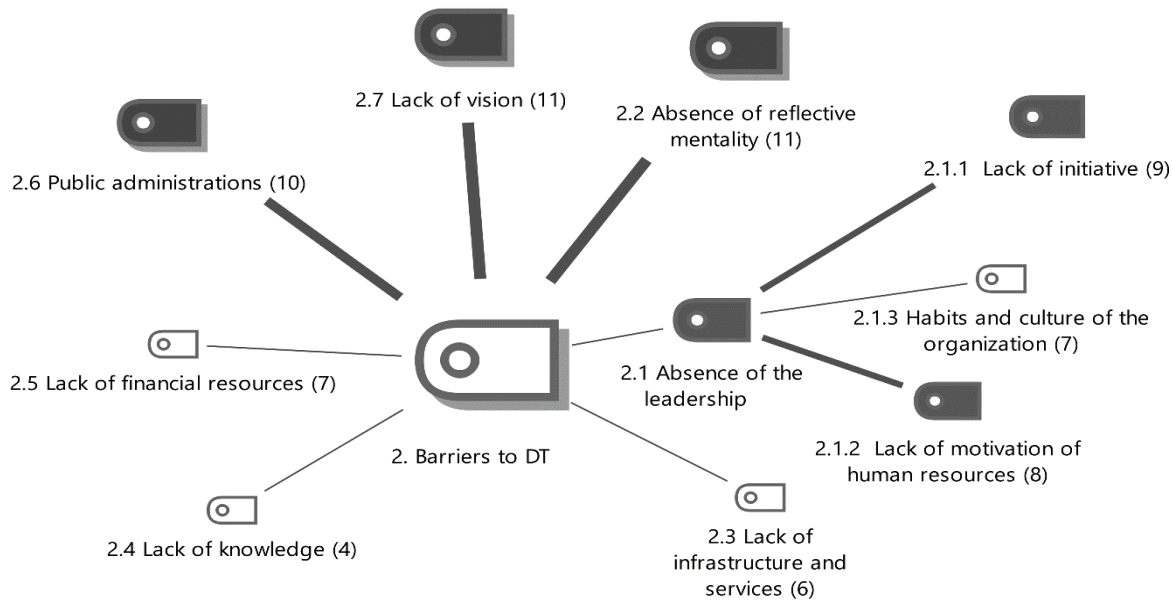 2.7 Lack of vision (11)
2.2 Absence of reflective
mentality (11)
2.6 Public administrations (10)
2.1.1 Lack of initiative (9)
2.1.3 Habits and culture of the
organization (7)
2.5 Lack of financial resources (7)
2.1 Absence of the
leadership
2.1.2 Lack of motivation of
human resources (8)
2. Barriers to DT
2.4 Lack of knowledge (4)
2.3 Lack of
infrastructure and
services (6)